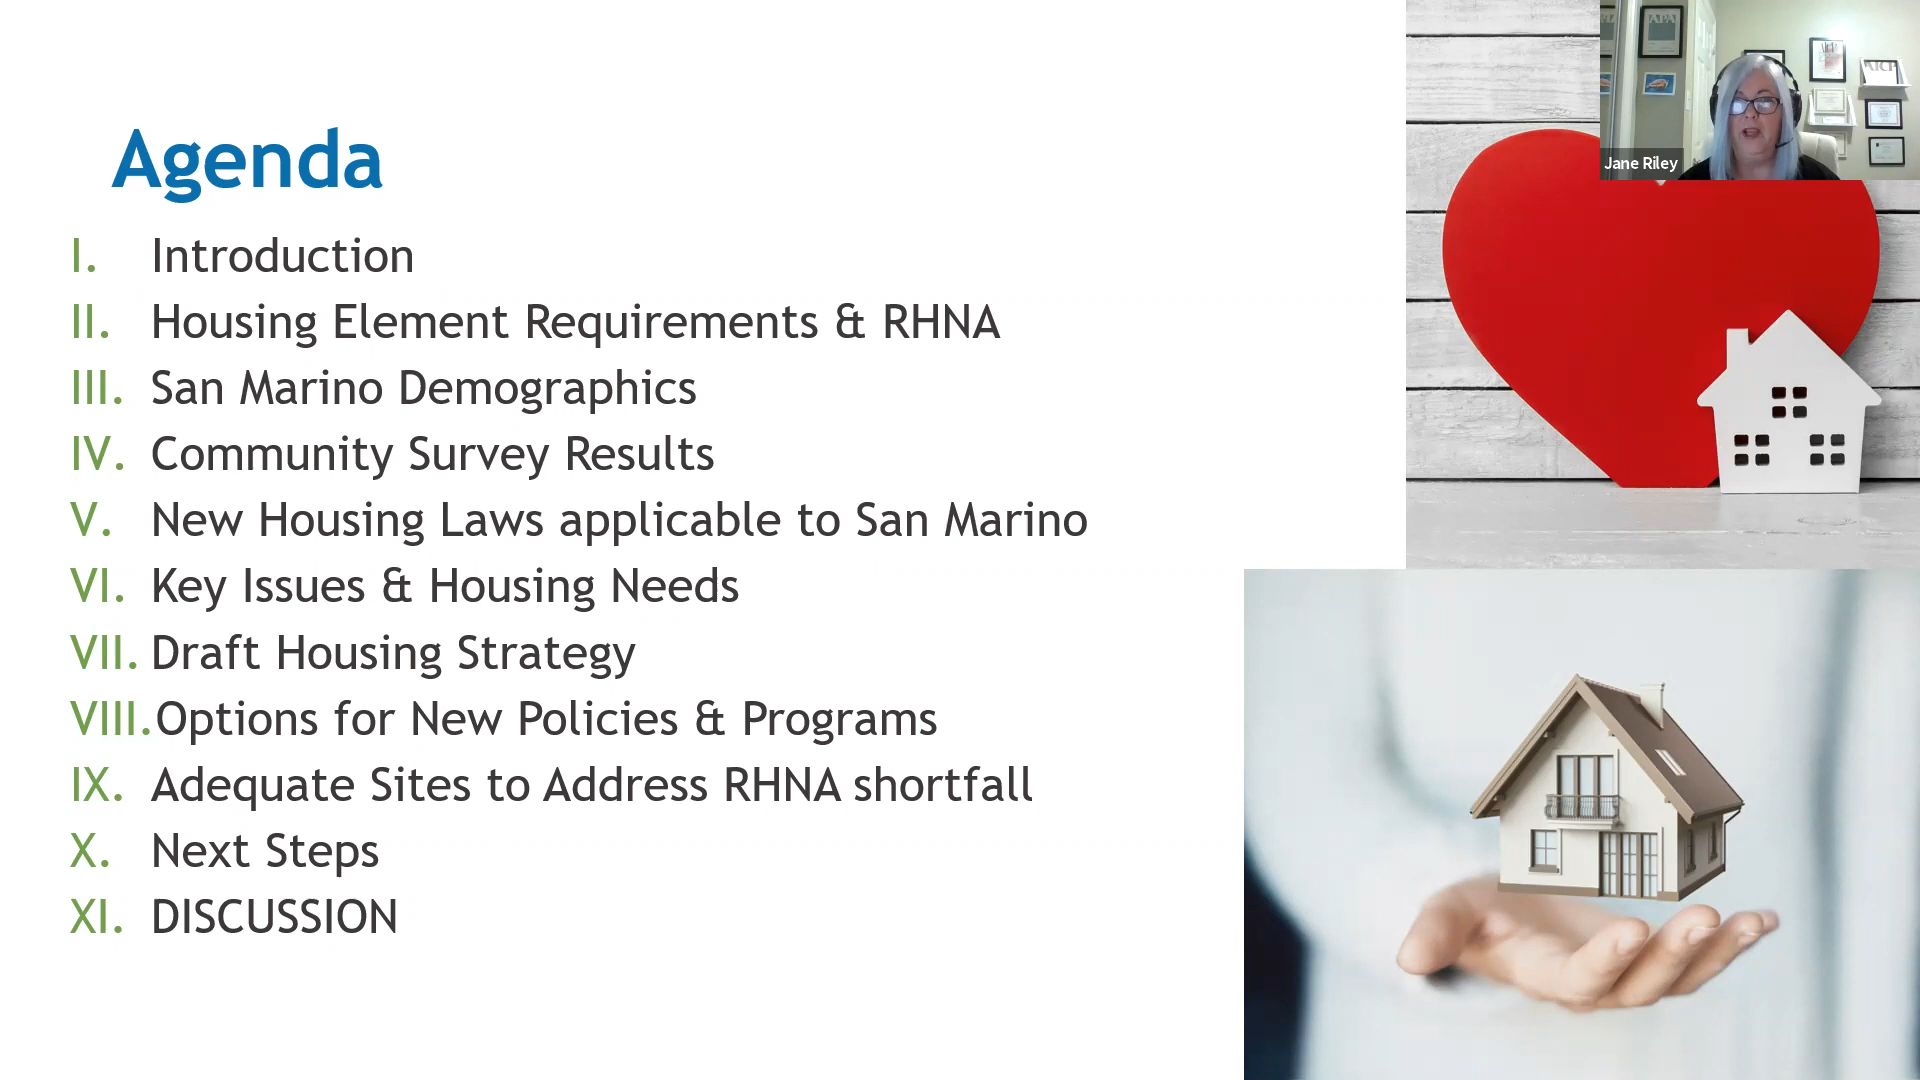 Agenda
I. Introduction
II. Housing Element Requirements & RHNA
III. San Marino Demographics
IV. Community Survey Results
V. New Housing Laws applicable to San Marino
VI. Key Issues & Housing Needs
VII. Draft Housing Strategy
VIII. Options for New Policies & Programs
IX. Adequate Sites to Address RHNA shortfall
X. Next Steps
XI. DISCUSSION
APA
AICP
Jane Riley